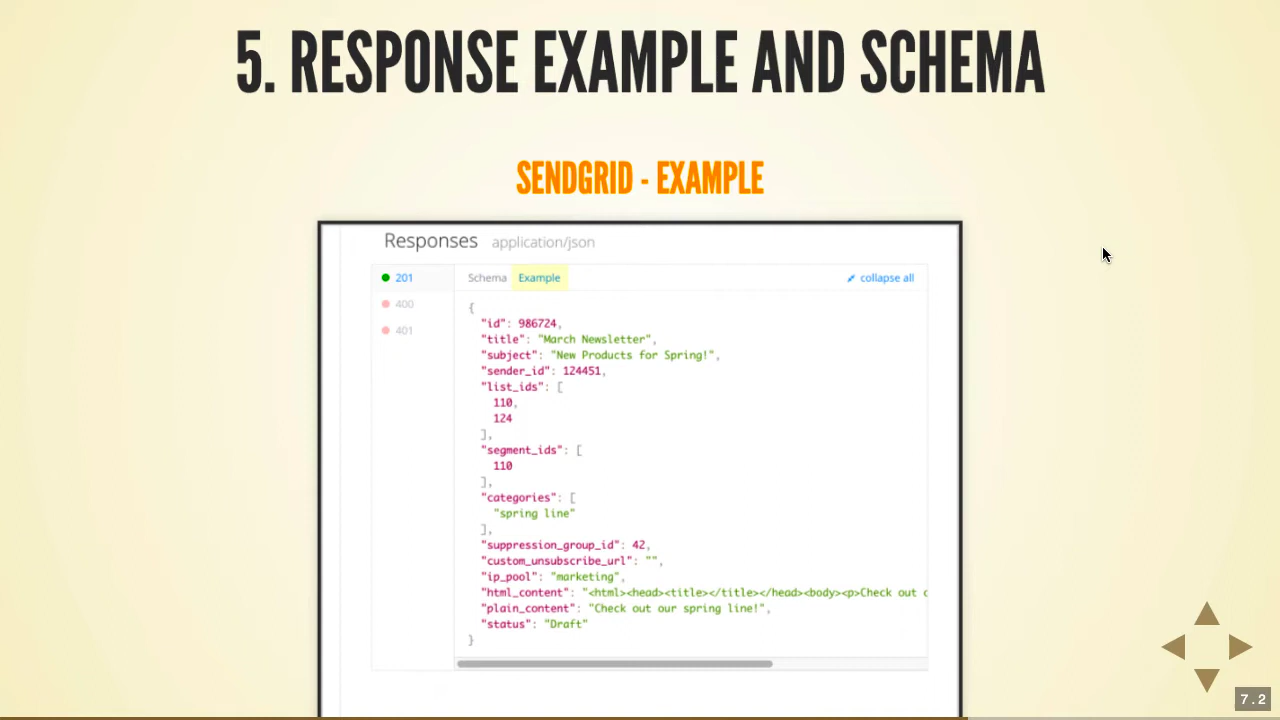 5. RESPONSE EXAMPLE AND SCHEMA
SENDGRID - EXAMPLE
Responses application/json
201 Schema Example collapse all
400
401
{
"id": 986724,
"title": "March Newsletter",
"subject": "New Products for Spring!",
"sender_id": 124451,
"list_ids": [
110,
124
],
"segment_ids": [
110
],
"categories": [
"spring line"
],
"suppression_group_id": 42,
"custom_unsubscribe_url": "",
"ip_pool": "marketing",
"html_content": "<html><head><title></title></head><body><p>Check out
"plain_content": "Check out our spring line!",
"status": "Draft"
}
7.2